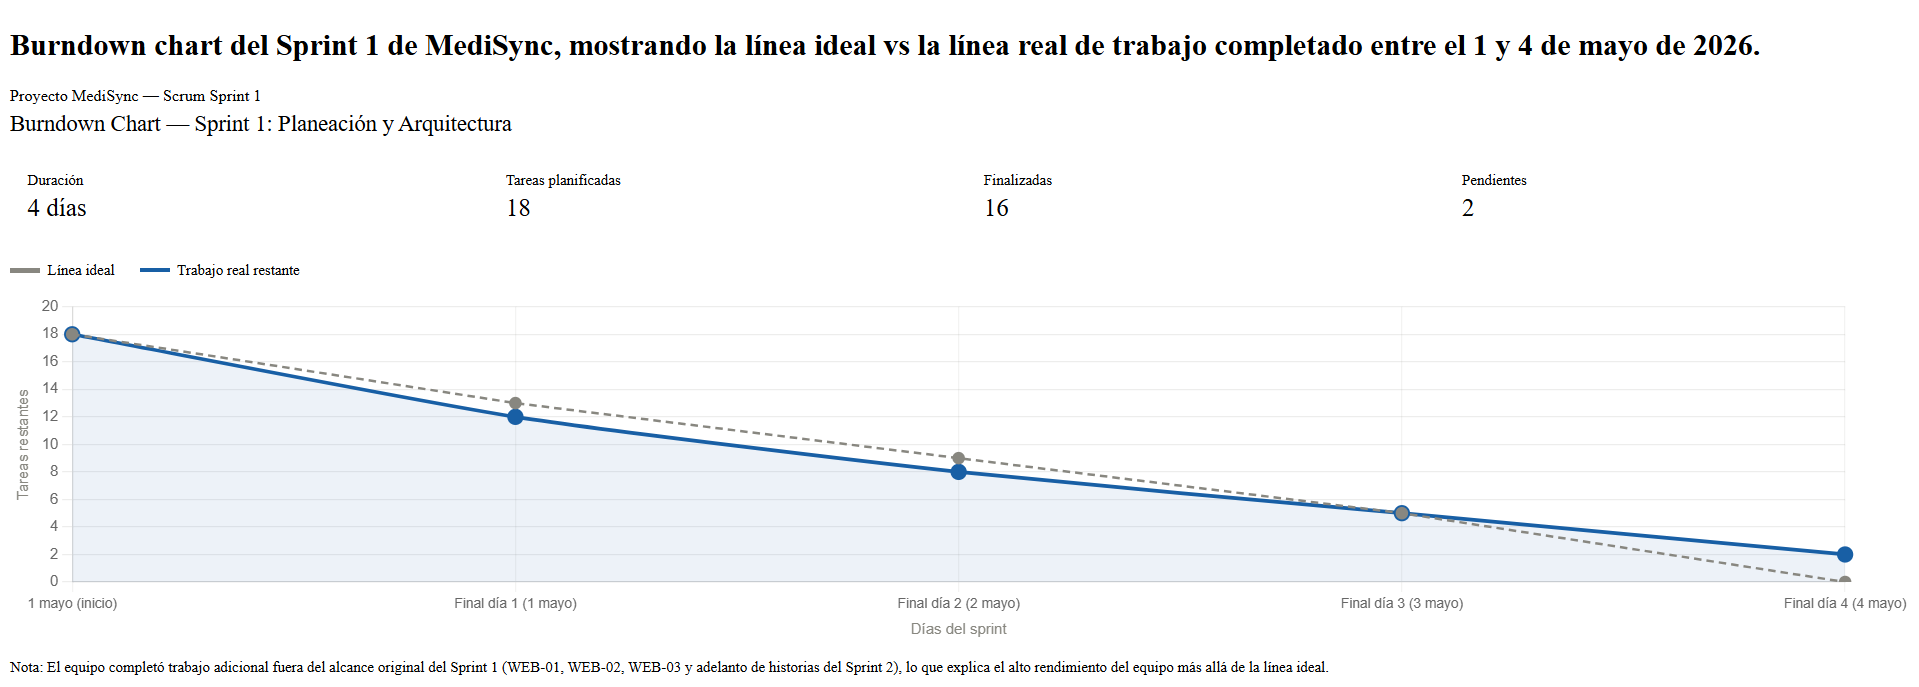 Burndown chart del Sprint 1 de MediSync, mostrando la línea ideal vs la línea real de trabajo completado entre el 1 y 4 de mayo de 2026.
Proyecto MediSync — Scrum Sprint 1
Burndown Chart — Sprint 1: Planeación y Arquitectura
Duración
4 días
Tareas planificadas
18
Finalizadas
16
Pendientes
2
Línea ideal
Trabajo real restante
Tareas restantes
20
18
16
14
12
10
8
6
4
2
0
1 mayo (inicio)
Final día 1 (1 mayo)
Final día 2 (2 mayo)
Final día 3 (3 mayo)
Final día 4 (4 mayo)
Días del sprint
Nota: El equipo completó trabajo adicional fuera del alcance original del Sprint 1 (WEB-01, WEB-02, WEB-03 y adelanto de historias del Sprint 2), lo que explica el alto rendimiento del equipo más allá de la línea ideal.